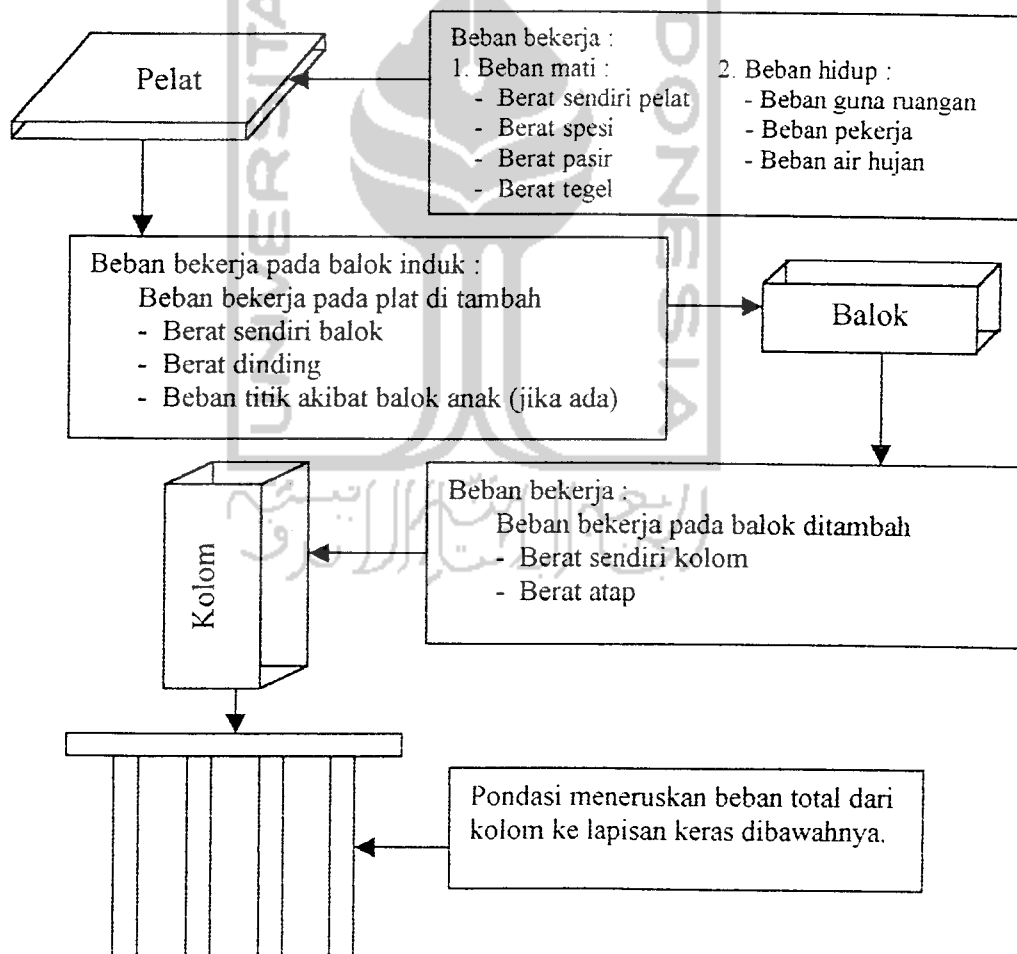 Pelat
Beban bekerja :
1. Beban mati :
- Berat sendiri pelat
- Berat spesi
- Berat pasir
- Berat tegel
2. Beban hidup :
- Beban guna ruangan
- Beban pekerja
- Beban air hujan
Beban bekerja pada balok induk :
Beban bekerja pada plat di tambah
- Berat sendiri balok
- Berat dinding
- Beban titik akibat balok anak (jika ada)
Balok
Beban bekerja :
Beban bekerja pada balok ditambah
- Berat sendiri kolom
- Berat atap
Kolom
Pondasi meneruskan beban total dari
kolom ke lapisan keras dibawahnya.
UNIVERSITA
DONESIA